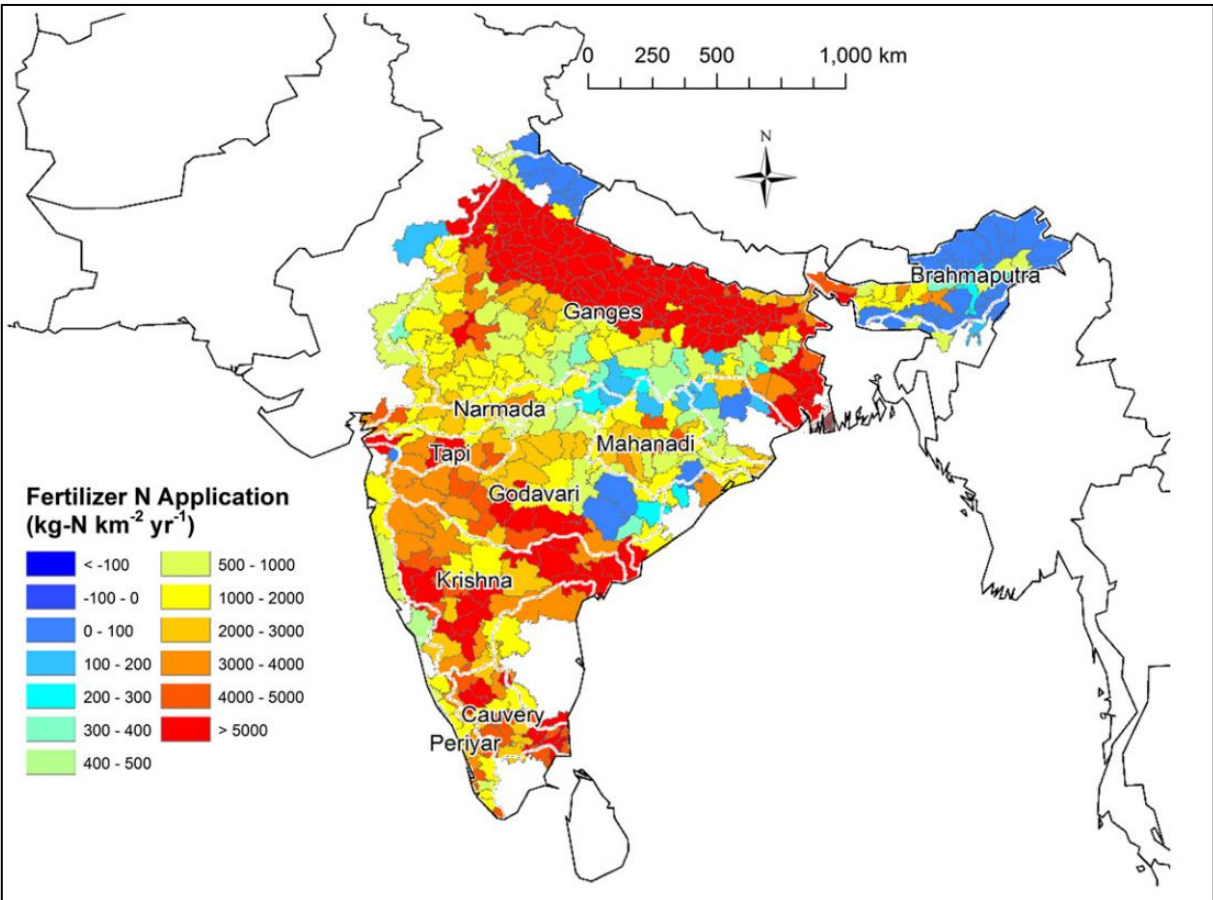 0 250 500 1,000 km
N
Brahmaputra
Ganges
Narmada
Mahanadi
Tapi
Godavari
Krishna
Cauvery
Periyar
Fertilizer N Application
(kg-N km⁻² yr⁻¹)
< -100
-100 - 0
0 - 100
100 - 200
200 - 300
300 - 400
400 - 500
500 - 1000
1000 - 2000
2000 - 3000
3000 - 4000
4000 - 5000
> 5000